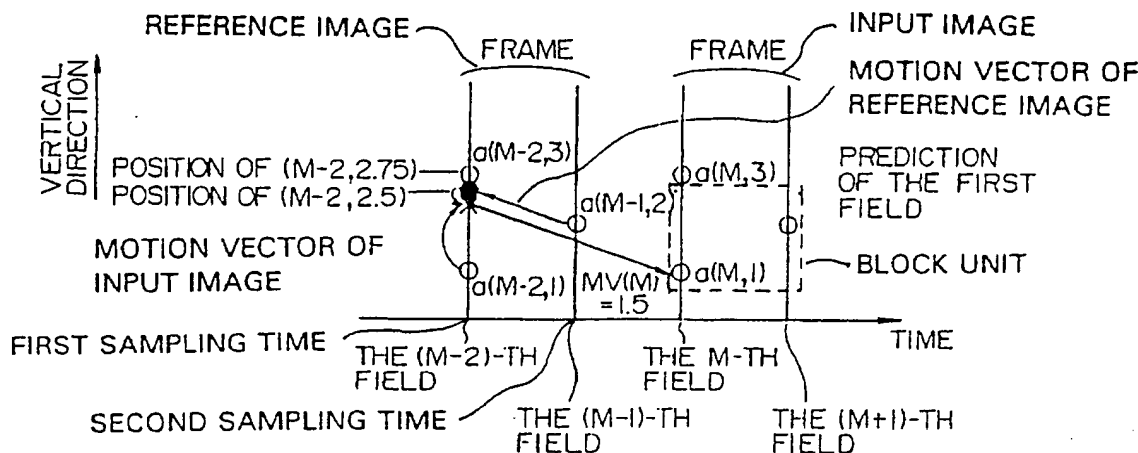 REFERENCE IMAGE
FRAME
FRAME
INPUT IMAGE
MOTION VECTOR OF
REFERENCE IMAGE
VERTICAL
DIRECTION
a(M-2,3)
POSITION OF (M-2,2.75)
POSITION OF (M-2,2.5)
a(M-1,2)
a(M,3)
PREDICTION
OF THE FIRST
FIELD
MOTION VECTOR OF
INPUT IMAGE
a(M-2,1)
MV(M)
=1.5
a(M,1)
BLOCK UNIT
TIME
FIRST SAMPLING TIME
THE (M-2)-TH
FIELD
THE M-TH
FIELD
SECOND SAMPLING TIME
THE (M-1)-TH
FIELD
THE (M+1)-TH
FIELD